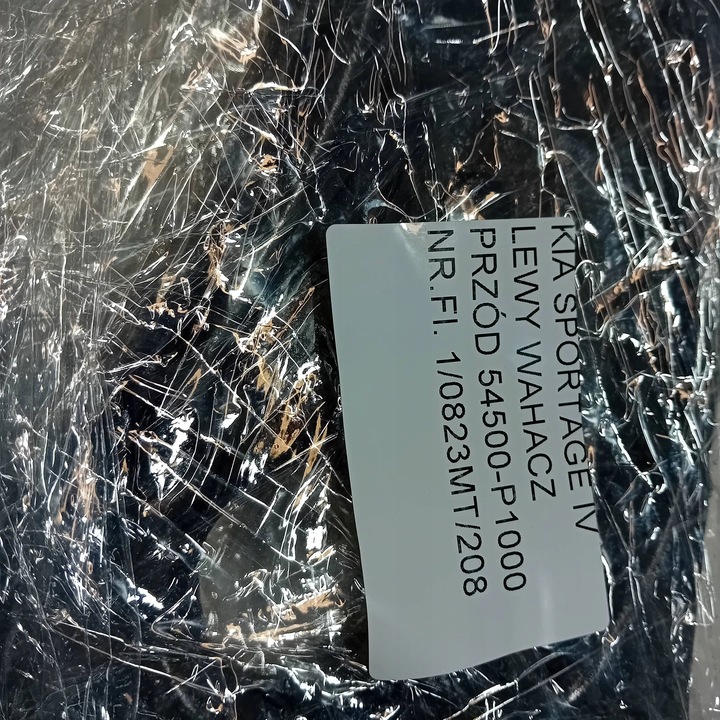 KIA SPORTAGE IV
LEWY WAHACZ
PRZÓD 54500-P1000
NR.FI. 1/0823MT/208